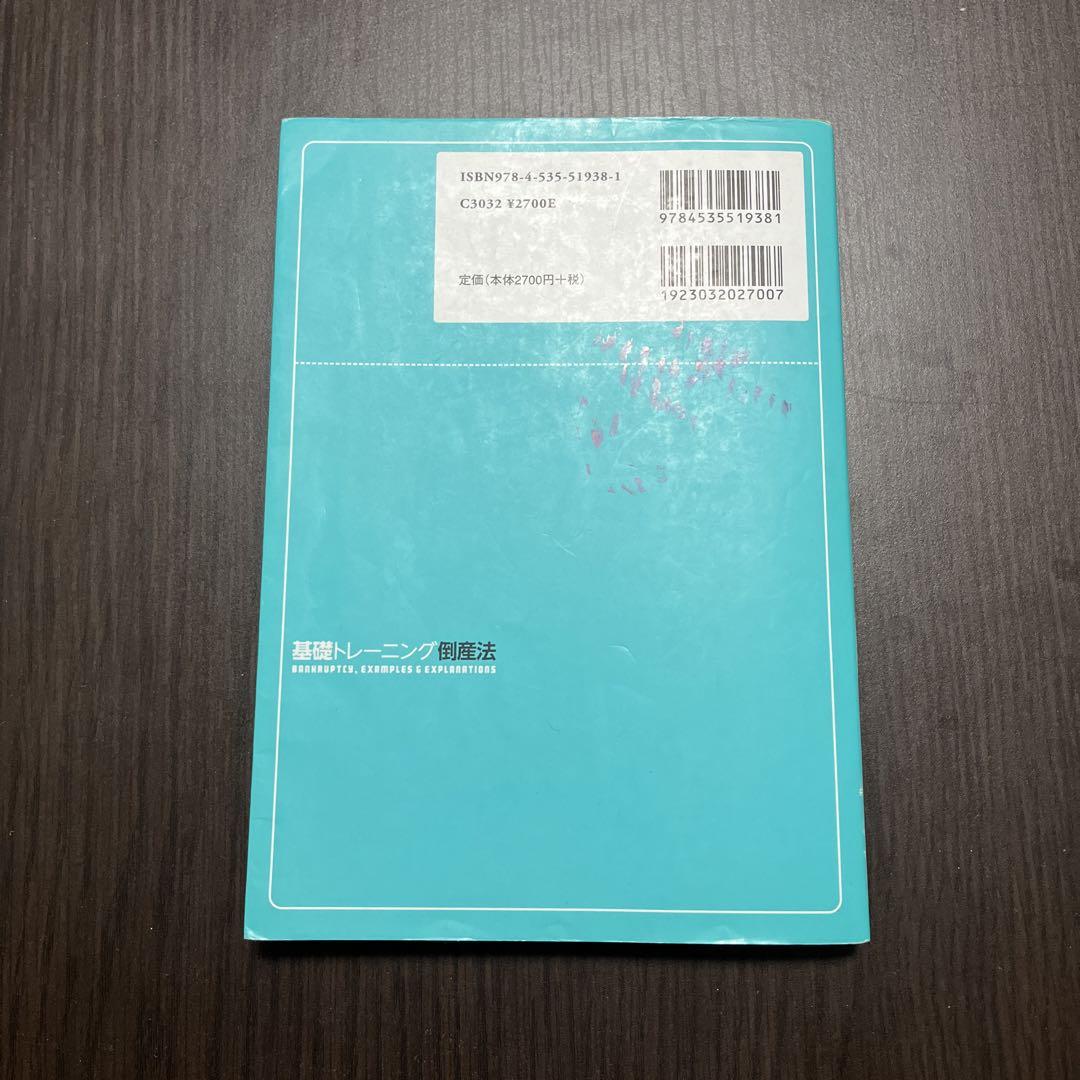 ISBN978-4-535-51938-1
C3032 ¥2700E
9784535519381
定価(本体2700円+税)
1923032027007
基礎トレーニング倒産法
BANKRUPTCY, EXAMPLES & EXPLANATIONS